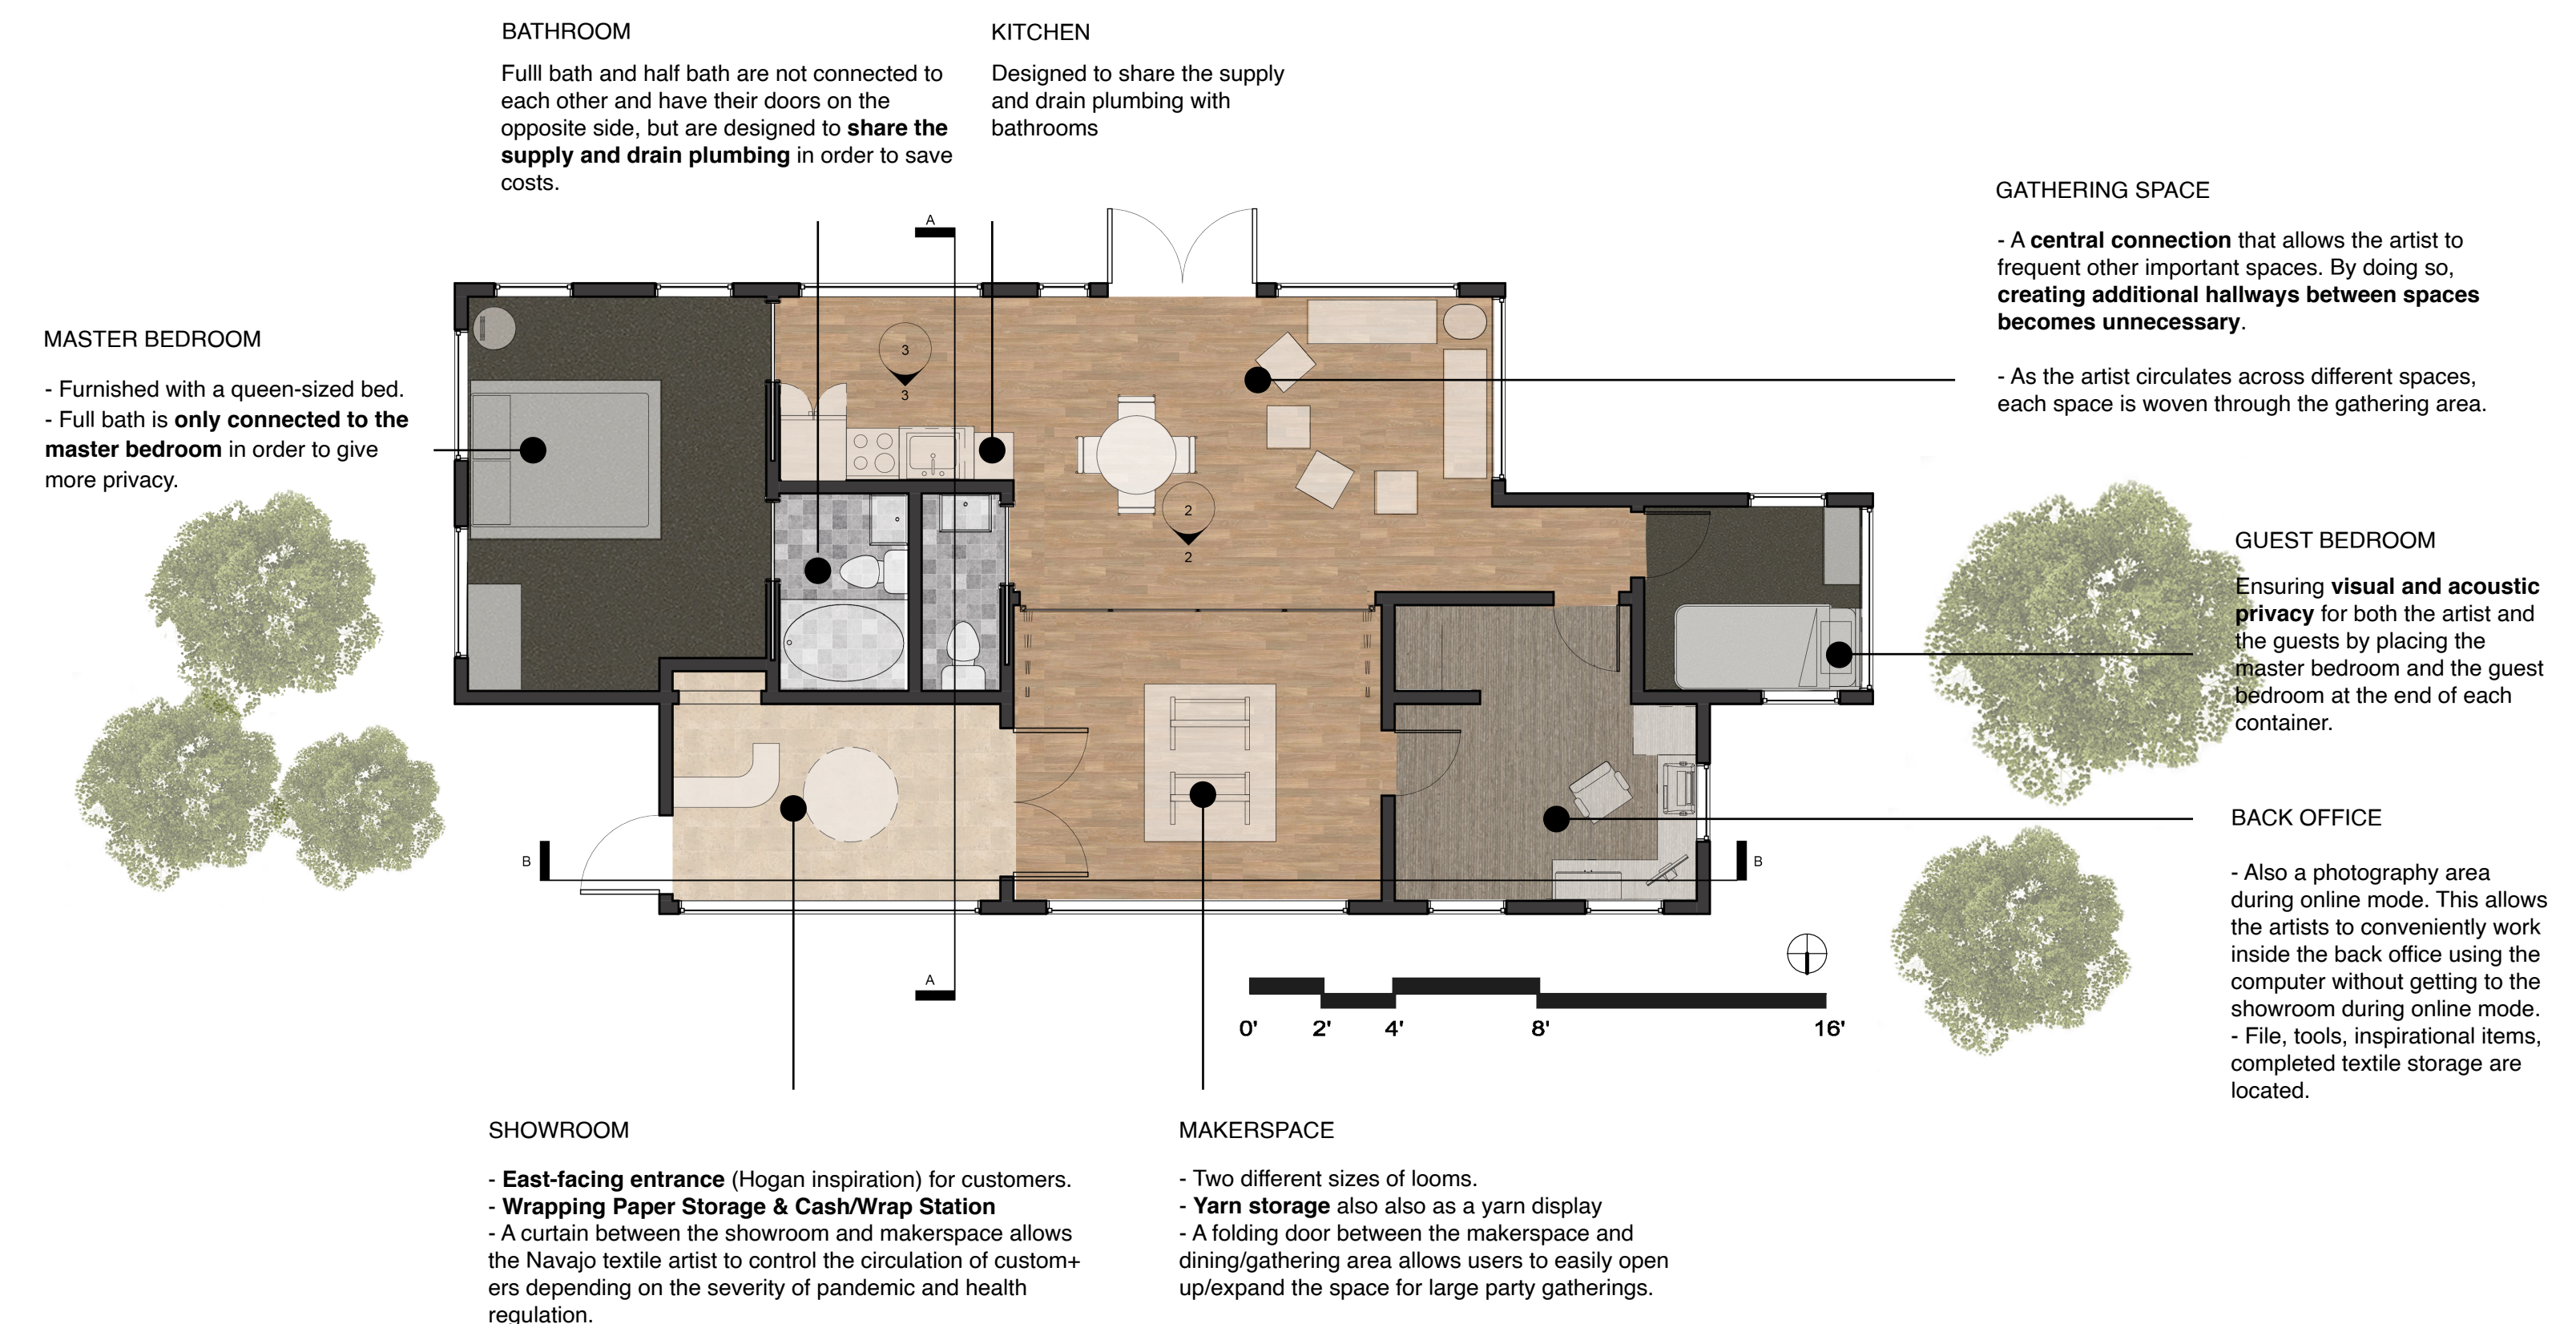 BATHROOM
Fulll bath and half bath are not connected to
each other and have their doors on the
opposite side, but are designed to share the
supply and drain plumbing in order to save
costs.
KITCHEN
Designed to share the supply
and drain plumbing with
bathrooms
GATHERING SPACE
- A central connection that allows the artist to
frequent other important spaces. By doing so,
creating additional hallways between spaces
becomes unnecessary.
- As the artist circulates across different spaces,
each space is woven through the gathering area.
MASTER BEDROOM
- Furnished with a queen-sized bed.
- Full bath is only connected to the
master bedroom in order to give
more privacy.
A
3
3
2
2
GUEST BEDROOM
Ensuring visual and acoustic
privacy for both the artist and
the guests by placing the
master bedroom and the guest
bedroom at the end of each
container.
B
B
BACK OFFICE
- Also a photography area
during online mode. This allows
the artists to conveniently work
inside the back office using the
computer without getting to the
showroom during online mode.
- File, tools, inspirational items,
completed textile storage are
located.
A
0' 2' 4' 8' 16'
SHOWROOM
- East-facing entrance (Hogan inspiration) for customers.
- Wrapping Paper Storage & Cash/Wrap Station
- A curtain between the showroom and makerspace allows
the Navajo textile artist to control the circulation of custom+
ers depending on the severity of pandemic and health
regulation.
MAKERSPACE
- Two different sizes of looms.
- Yarn storage also also as a yarn display
- A folding door between the makerspace and
dining/gathering area allows users to easily open
up/expand the space for large party gatherings.